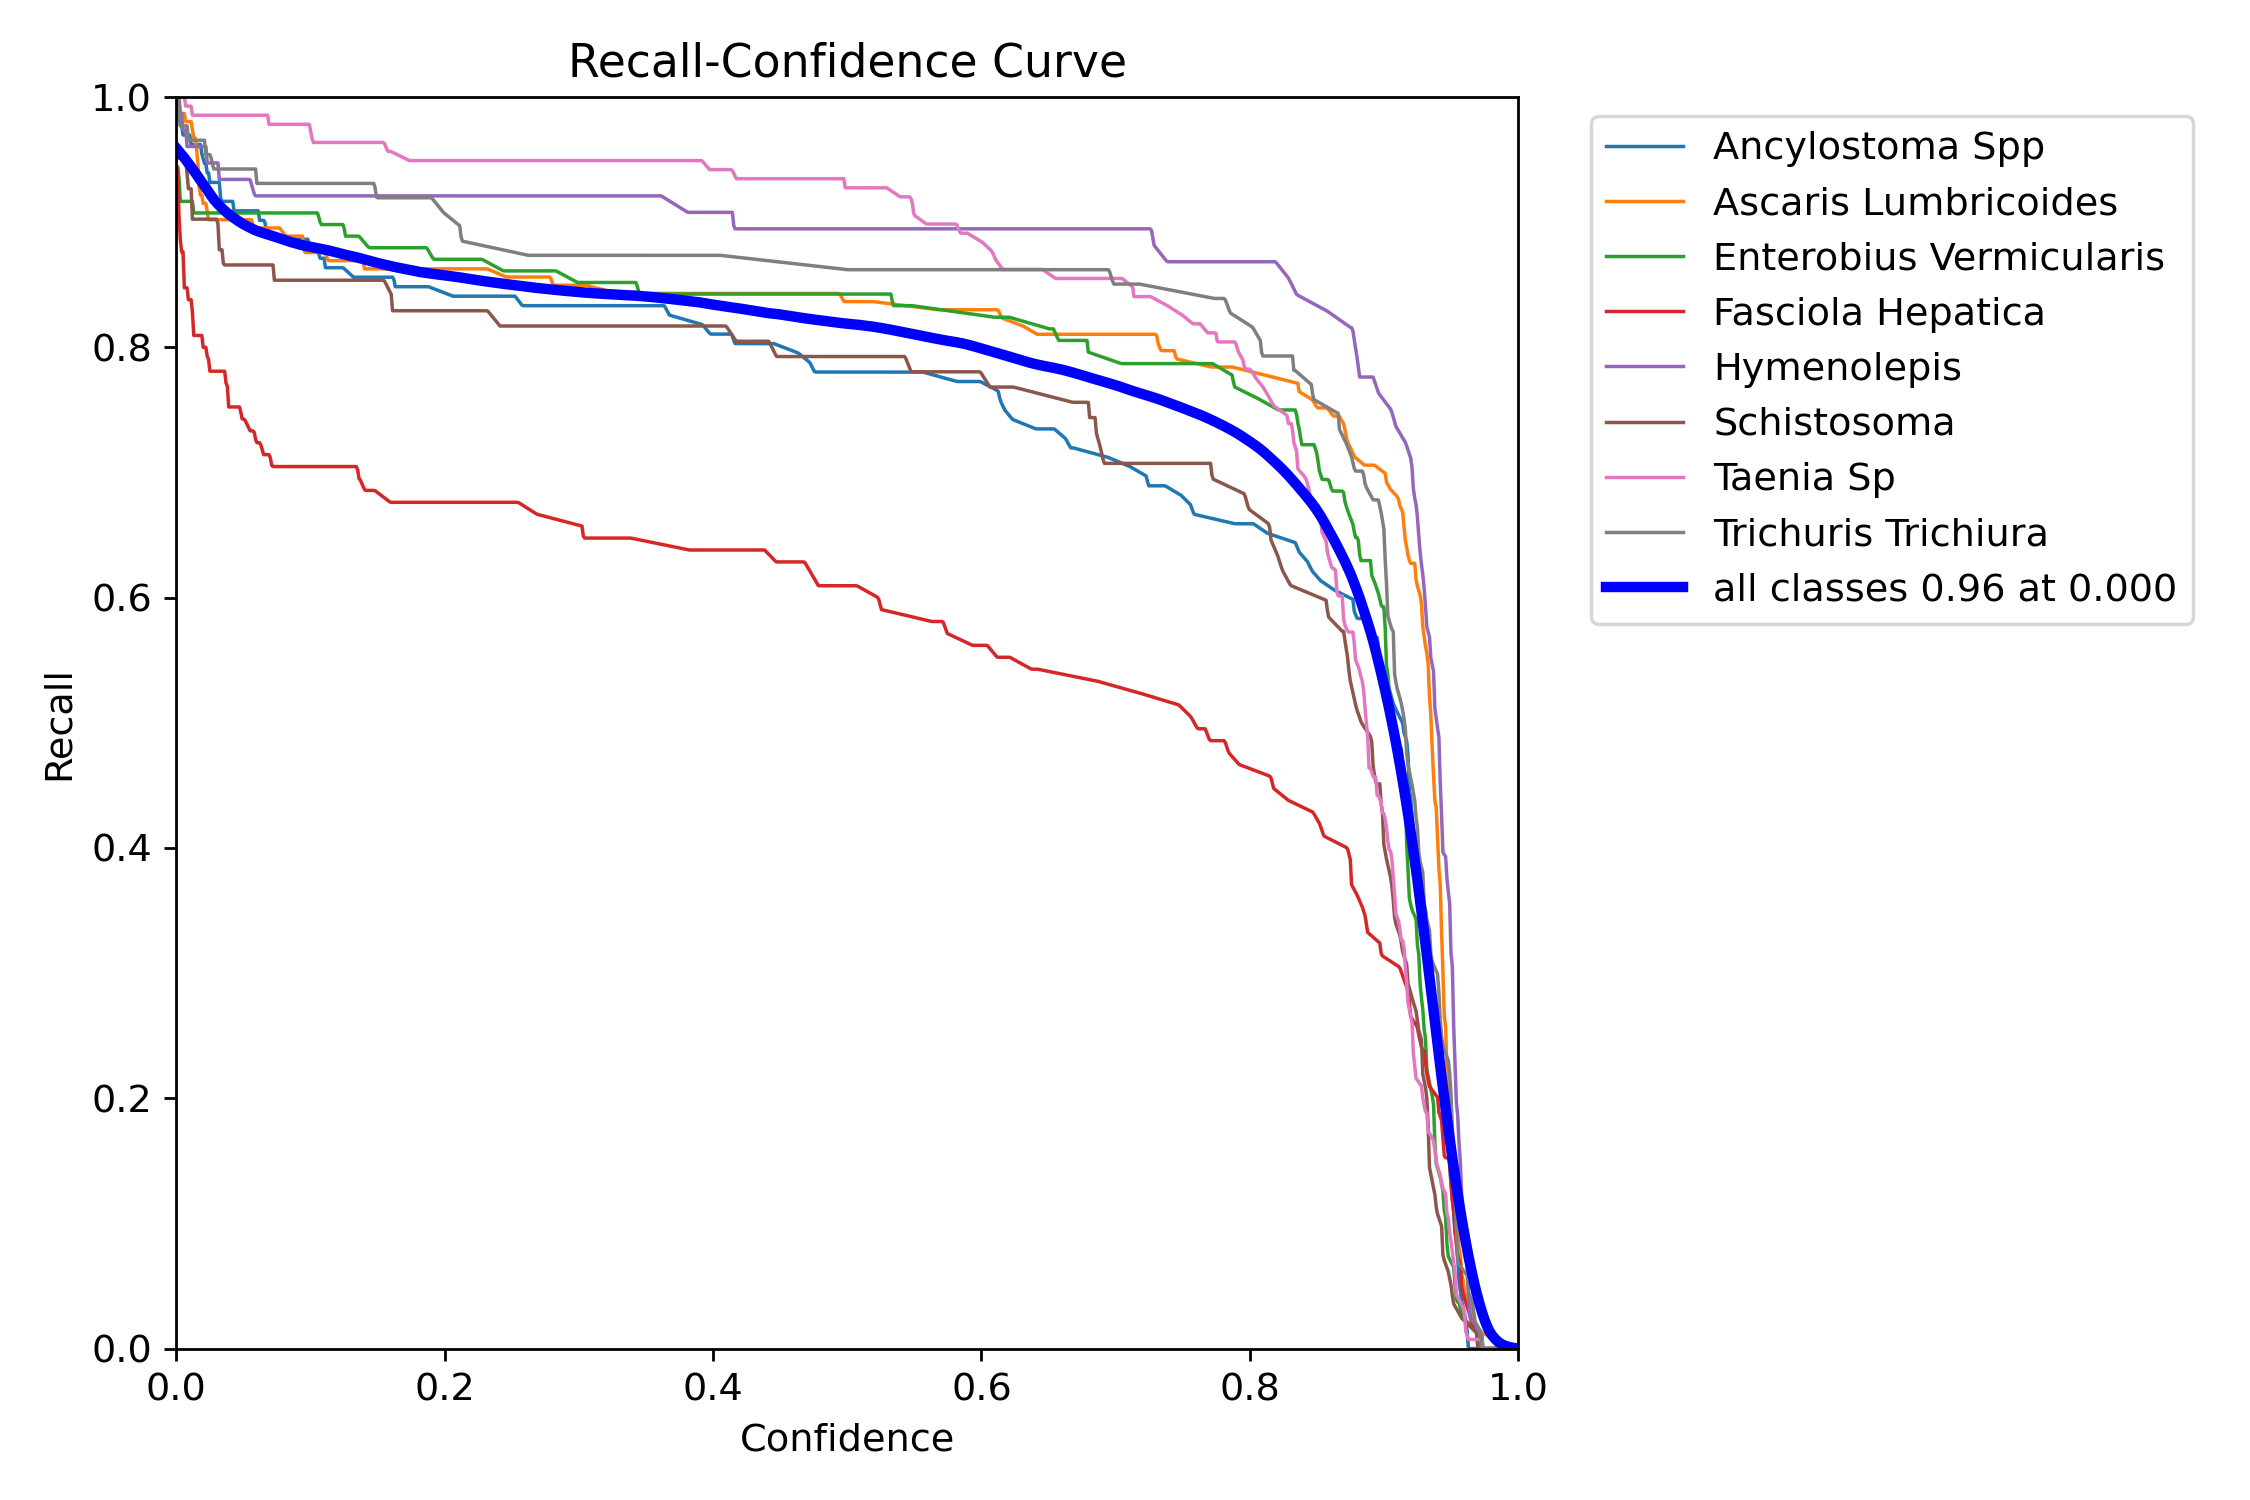 Recall-Confidence Curve
1.0
0.8
0.6
0.4
0.2
0.0
Recall
0.0 0.2 0.4 0.6 0.8 1.0
Confidence
Ancylostoma Spp
Ascaris Lumbricoides
Enterobius Vermicularis
Fasciola Hepatica
Hymenolepis
Schistosoma
Taenia Sp
Trichuris Trichiura
all classes 0.96 at 0.000